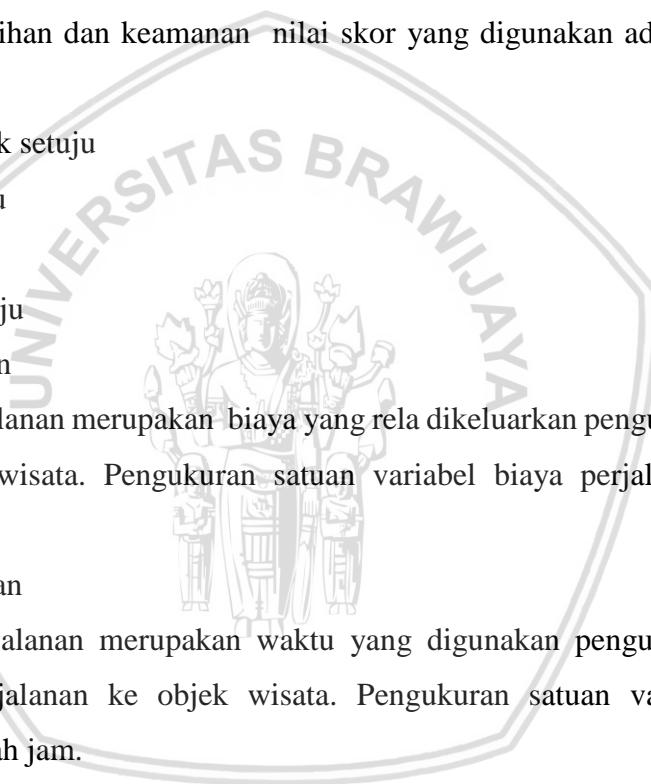 ihan dan keamanan nilai skor yang digunakan ad
k setuju
u
ju
n
lanan merupakan biaya yang rela dikeluarkan pengu
wisata. Pengukuran satuan variabel biaya perjal
an
alanan merupakan waktu yang digunakan pengu
jalanan ke objek wisata. Pengukuran satuan va
ah jam.
UNIVERSITAS BRAWIJAYA